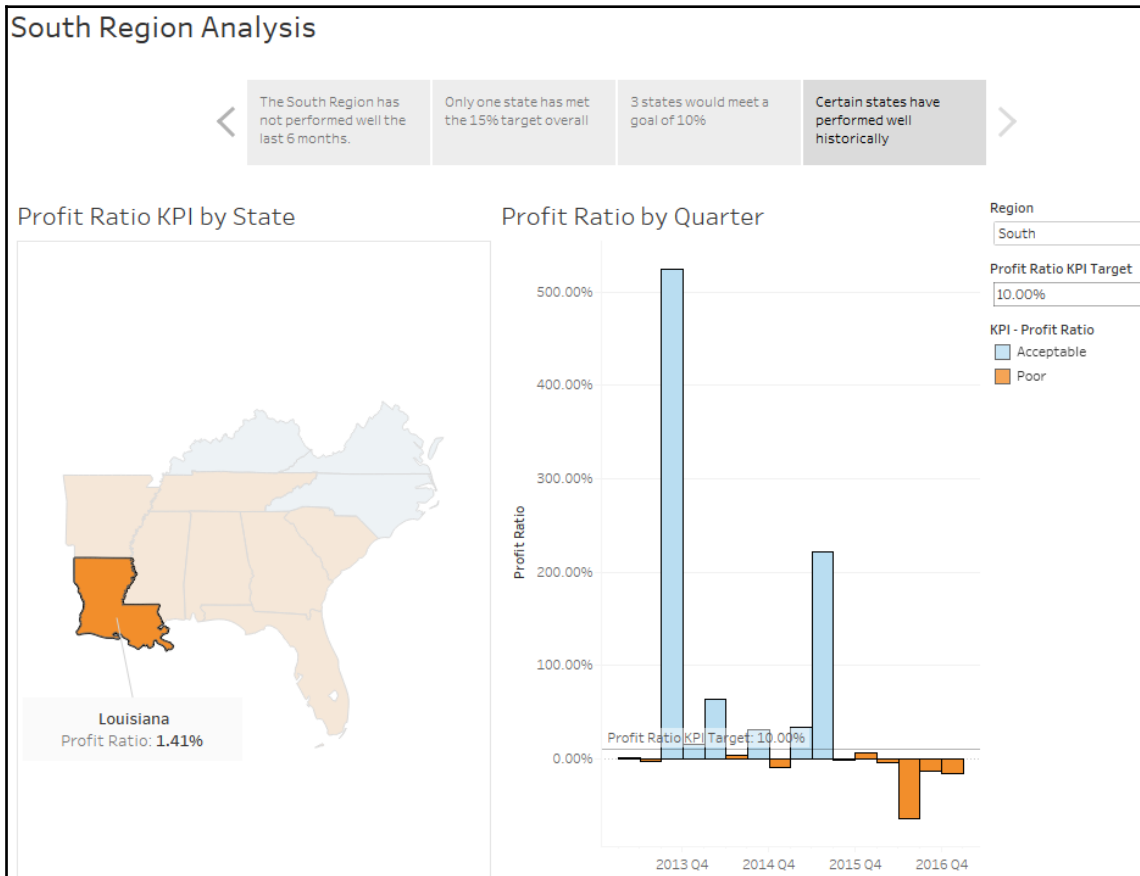 South Region Analysis
The South Region has
not performed well the
last 6 months.
Only one state has met
the 15% target overall
3 states would meet a
goal of 10%
Certain states have
performed well
historically
Profit Ratio KPI by State
Louisiana
Profit Ratio: 1.41%
Profit Ratio by Quarter
Profit Ratio
500.00%
400.00%
300.00%
200.00%
100.00%
0.00%
Profit Ratio KPI Target: 10.00%
2013 Q4
2014 Q4
2015 Q4
2016 Q4
Region
South
Profit Ratio KPI Target
10.00%
KPI - Profit Ratio
Acceptable
Poor